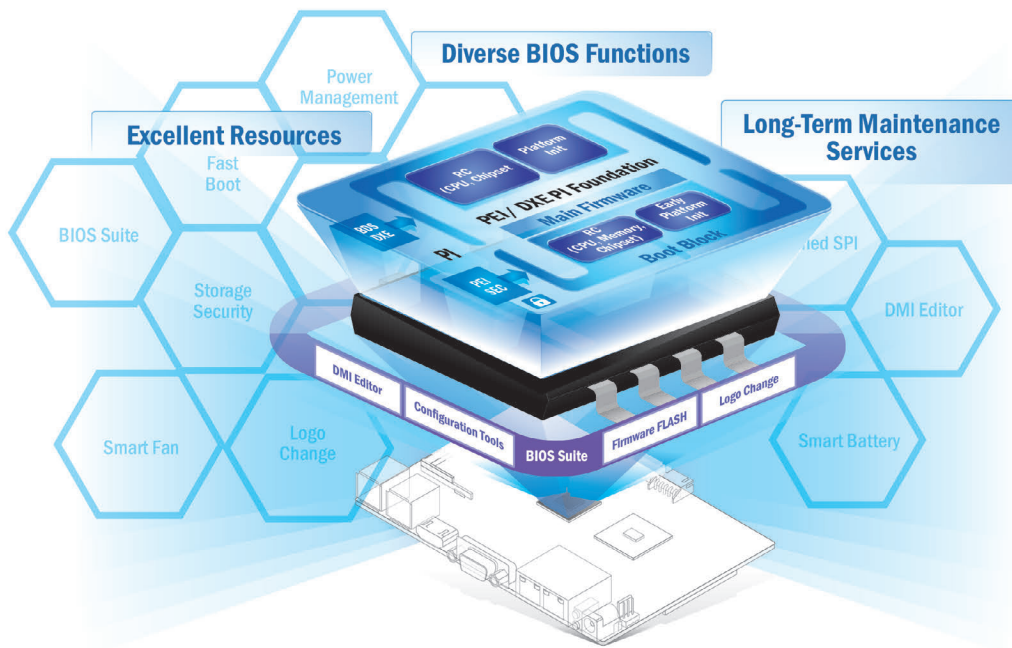 Diverse BIOS Functions
Power
Management
Excellent Resources
Long-Term Maintenance
Services
Fast
Boot
BIOS Suite
Storage
Security
Smart Fan
Logo
Change
SPI
DMI Editor
Smart Battery
RC
(CPU, Chipset
Platform
Init
PEI / DXE PI Foundation
Main Firmware
BDS
DXE
PI
RC
(CPU, Memory,
Chipset)
Early
Platform
Init
Boot Block
PEI
SEC
DMI Editor
Configuration Tools
BIOS Suite
Firmware FLASH
Logo Change